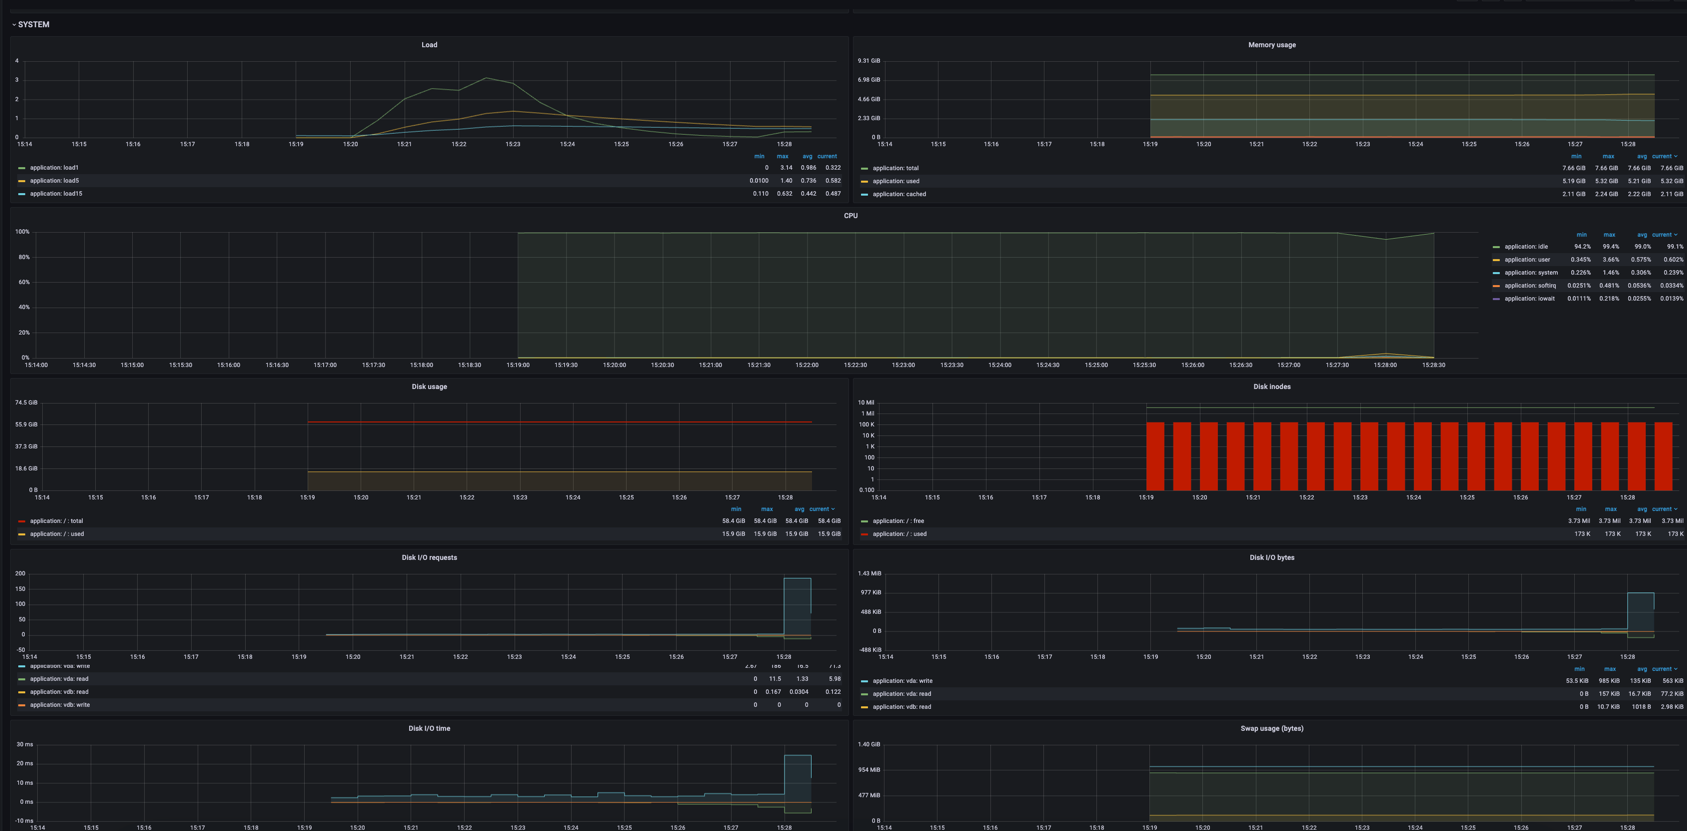 SYSTEM
Load
4
3
2
1
0
15:14 15:15 15:16 15:17 15:18 15:19 15:20 15:21 15:22 15:23 15:24 15:25 15:26 15:27 15:28
min max avg current
application: load1 0 3.14 0.986 0.322
application: load5 0.0100 1.40 0.736 0.582
application: load15 0.110 0.632 0.442 0.487
Memory usage
9.31 GiB
6.98 GiB
4.66 GiB
2.33 GiB
0 B
15:14 15:15 15:16 15:17 15:18 15:19 15:20 15:21 15:22 15:23 15:24 15:25 15:26 15:27 15:28
min max avg current
application: total 7.66 GiB 7.66 GiB 7.66 GiB 7.66 GiB
application: used 5.19 GiB 5.32 GiB 5.21 GiB 5.32 GiB
application: cached 2.11 GiB 2.24 GiB 2.22 GiB 2.11 GiB
CPU
100%
80%
60%
40%
20%
0%
15:14:00 15:14:30 15:15:00 15:15:30 15:16:00 15:16:30 15:17:00 15:17:30 15:18:00 15:18:30 15:19:00 15:19:30 15:20:00 15:20:30 15:21:00 15:21:30 15:22:00 15:22:30 15:23:00 15:23:30 15:24:00 15:24:30 15:25:00 15:25:30 15:26:00 15:26:30 15:27:00 15:27:30 15:28:00 15:28:30
min max avg current
application: idle 94.2% 99.4% 99.0% 99.1%
application: user 0.345% 3.66% 0.575% 0.602%
application: system 0.226% 1.46% 0.306% 0.239%
application: softirq 0.0251% 0.481% 0.0536% 0.0334%
application: iowait 0.0111% 0.218% 0.0255% 0.0139%
Disk usage
74.5 GiB
55.9 GiB
37.3 GiB
18.6 GiB
0 B
15:14 15:15 15:16 15:17 15:18 15:19 15:20 15:21 15:22 15:23 15:24 15:25 15:26 15:27 15:28
min max avg current
application: / : total 58.4 GiB 58.4 GiB 58.4 GiB 58.4 GiB
application: / : used 15.9 GiB 15.9 GiB 15.9 GiB 15.9 GiB
Disk inodes
10 Mil
1 Mil
100 K
10 K
1 K
100
10
1
0.100
15:14 15:15 15:16 15:17 15:18 15:19 15:20 15:21 15:22 15:23 15:24 15:25 15:26 15:27 15:28
min max avg current
application: / : free 3.73 Mil 3.73 Mil 3.73 Mil 3.73 Mil
application: / : used 173 K 173 K 173 K 173 K
Disk I/O requests
200
150
100
50
0
-50
15:14 15:15 15:16 15:17 15:18 15:19 15:20 15:21 15:22 15:23 15:24 15:25 15:26 15:27 15:28
application: vda: write
application: vda: read 0 11.5 1.33 5.98
application: vdb: read 0 0.167 0.0304 0.122
application: vdb: write 0 0 0 0
Disk I/O bytes
1.43 MiB
977 KiB
488 KiB
0 B
-488 KiB
15:14 15:15 15:16 15:17 15:18 15:19 15:20 15:21 15:22 15:23 15:24 15:25 15:26 15:27 15:28
min max avg current
application: vda: write 53.5 KiB 985 KiB 135 KiB 563 KiB
application: vda: read 0 B 157 KiB 16.7 KiB 77.2 KiB
application: vdb: read 0 B 10.7 KiB 1018 B 2.98 KiB
Disk I/O time
30 ms
20 ms
10 ms
0 ms
-10 ms
15:14 15:15 15:16 15:17 15:18 15:19 15:20 15:21 15:22 15:23 15:24 15:25 15:26 15:27 15:28
Swap usage (bytes)
1.40 GiB
954 MiB
477 MiB
0 B
15:14 15:15 15:16 15:17 15:18 15:19 15:20 15:21 15:22 15:23 15:24 15:25 15:26 15:27 15:28